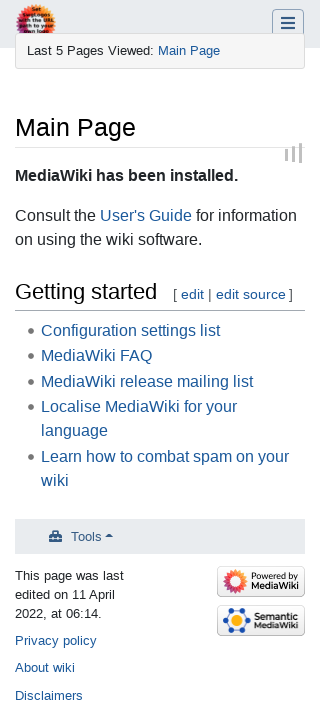 Set
$wgLogos
with the URL
path to your
own logo
Last 5 Pages Viewed: Main Page
Main Page
MediaWiki has been installed.
Consult the User's Guide for information
on using the wiki software.
Getting started [ edit | edit source ]
Configuration settings list
MediaWiki FAQ
MediaWiki release mailing list
Localise MediaWiki for your
language
Learn how to combat spam on your
wiki
Tools
This page was last
edited on 11 April
2022, at 06:14.
Privacy policy
About wiki
Disclaimers
Powered by
MediaWiki
Semantic
MediaWiki